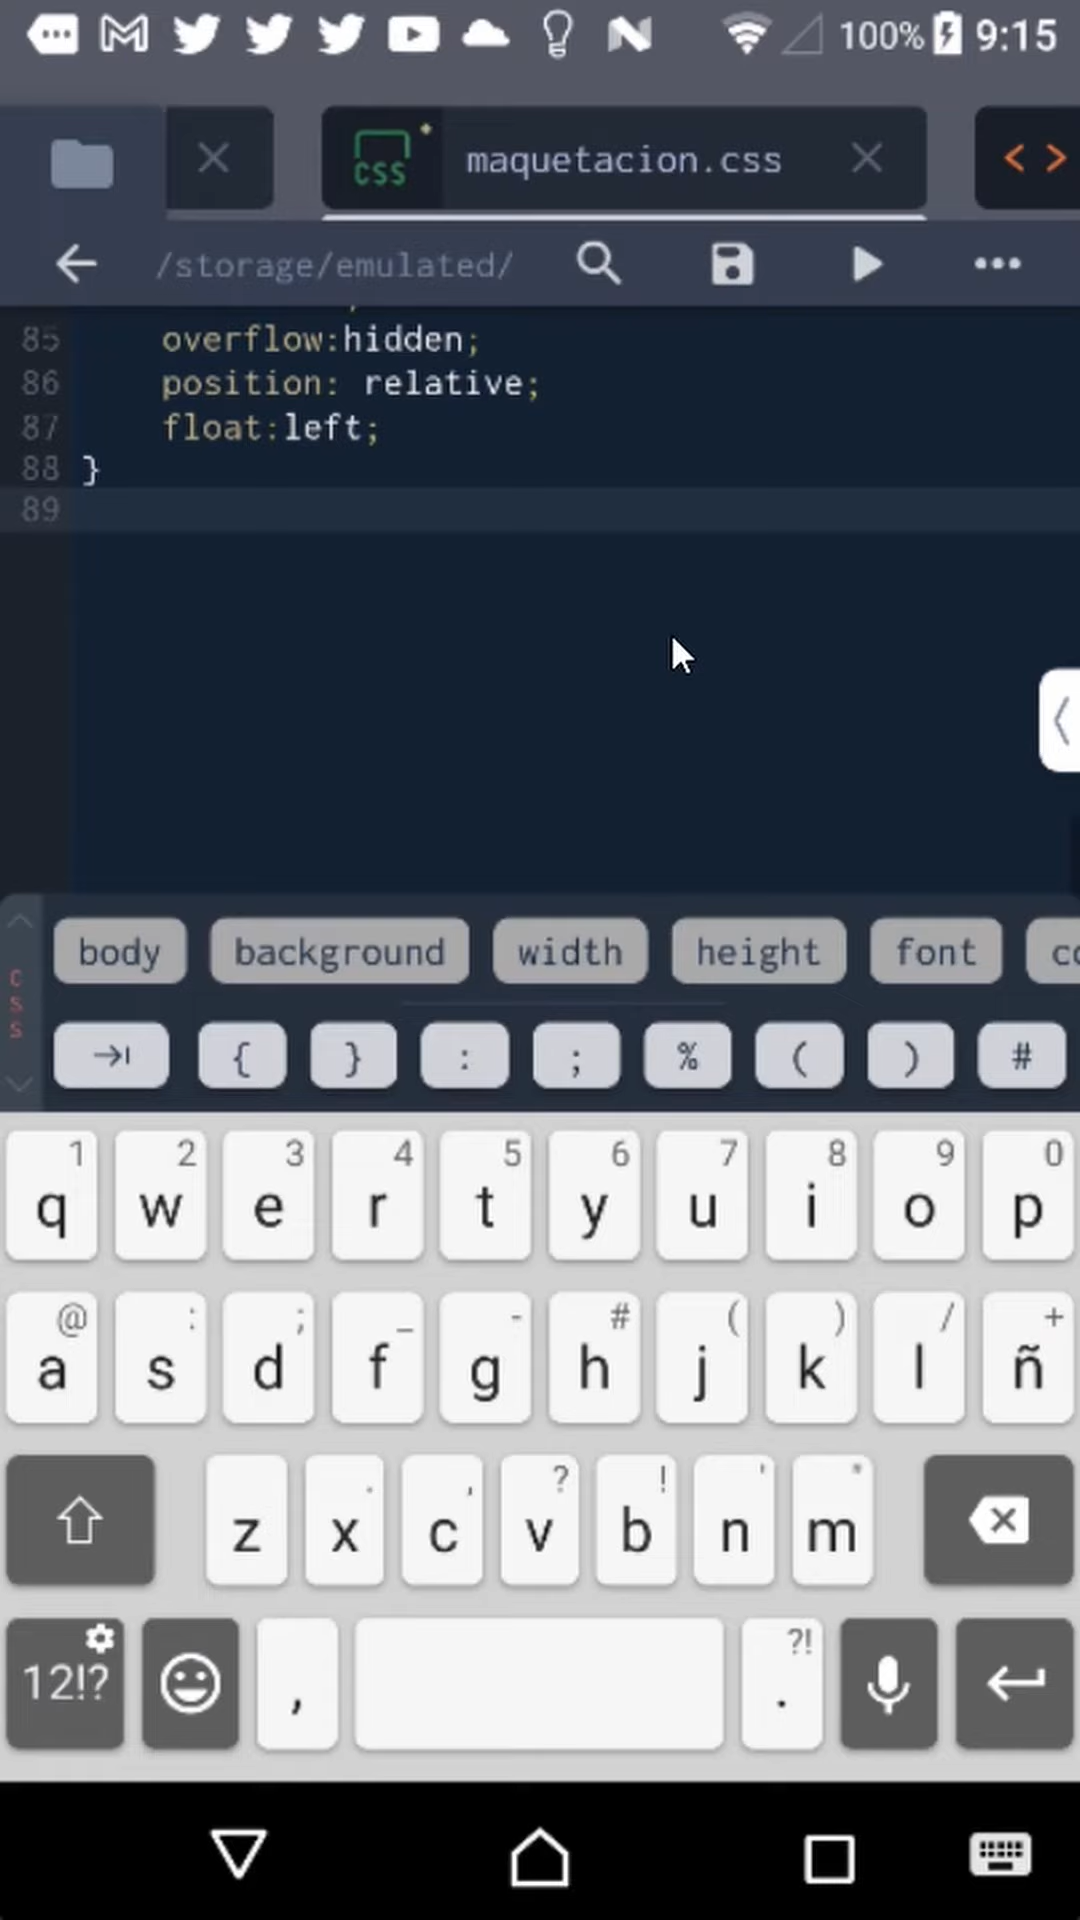 100% 9:15
CSS maquetacion.css < >
/storage/emulated/
85 overflow:hidden;
86 position: relative;
87 float:left;
88 }
89
body background width height font
css
{ } : ; % ( ) #
1 2 3 4 5 6 7 8 9 0
q w e r t y u i o p
@ : ; _ - # ( ) / +
a s d f g h j k l ñ
. , ? ! ' "
z x c v b n m
12!? , . ?!